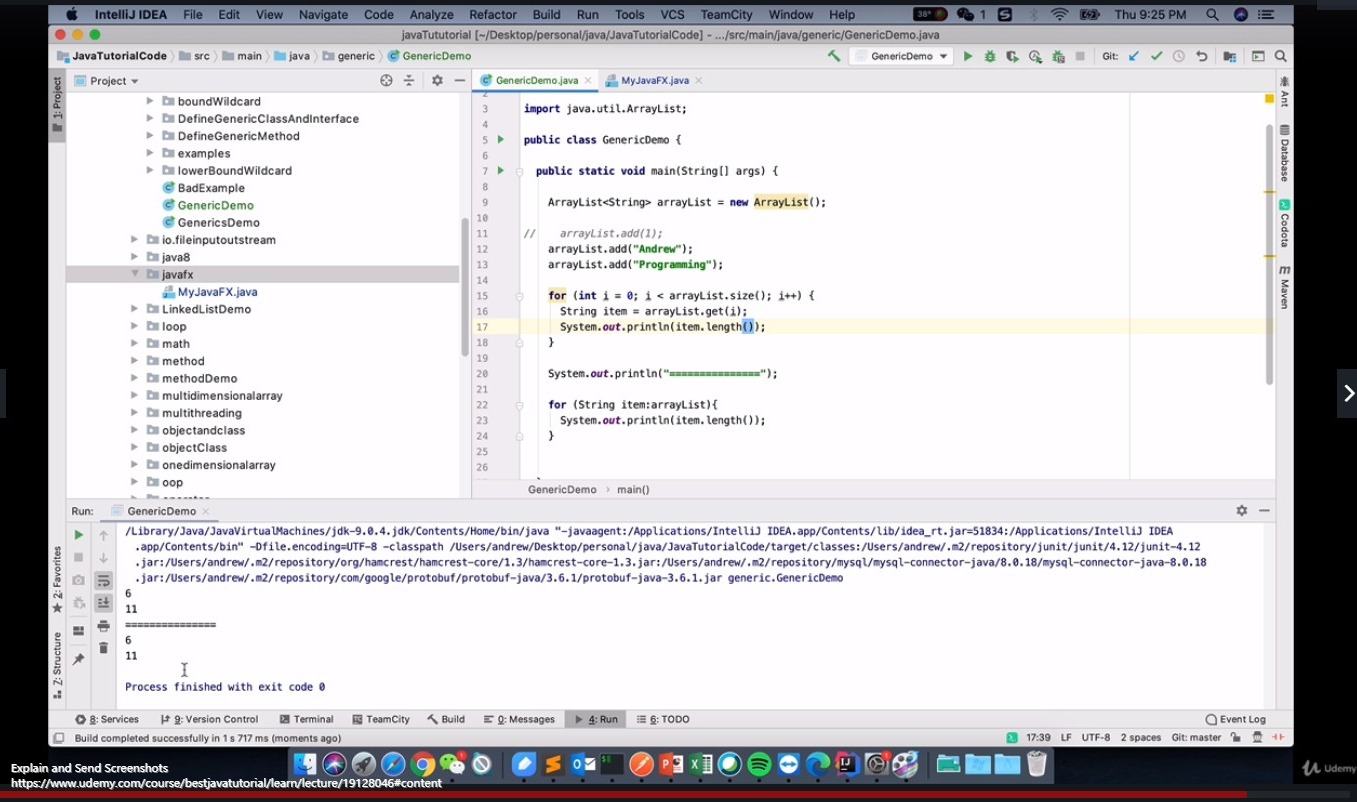 IntelliJ IDEA File Edit View Navigate Code Analyze Refactor Build Run Tools VCS TeamCity Window Help 38° 1 Thu 9:25 PM
javaTututorial [~/Desktop/personal/java/JavaTutorialCode] - .../src/main/java/generic/GenericDemo.java
JavaTutorialCode src main java generic GenericDemo GenericDemo Git:
1: Project
Project
boundWildcard
DefineGenericClassAndInterface
DefineGenericMethod
examples
lowerBoundWildcard
BadExample
GenericDemo
GenericsDemo
io.fileinputoutstream
java8
javafx
MyJavaFX.java
LinkedListDemo
loop
math
method
methodDemo
multidimensionalarray
multithreading
objectandclass
objectClass
onedimensionalarray
oop
operator
GenericDemo.java MyJavaFX.java
2
3 import java.util.ArrayList;
4
5 public class GenericDemo {
6
7 public static void main(String[] args) {
8
9 ArrayList<String> arrayList = new ArrayList();
10
11 // arrayList.add(1);
12 arrayList.add("Andrew");
13 arrayList.add("Programming");
14
15 for (int i = 0; i < arrayList.size(); i++) {
16 String item = arrayList.get(i);
17 System.out.println(item.length());
18 }
19
20 System.out.println("===============");
21
22 for (String item:arrayList){
23 System.out.println(item.length());
24 }
25
26
GenericDemo › main()
Ant
Database
Codota
Maven
Run: GenericDemo
/Library/Java/JavaVirtualMachines/jdk-9.0.4.jdk/Contents/Home/bin/java "-javaagent:/Applications/IntelliJ IDEA.app/Contents/lib/idea_rt.jar=51834:/Applications/IntelliJ IDEA
.app/Contents/bin" -Dfile.encoding=UTF-8 -classpath /Users/andrew/Desktop/personal/java/JavaTutorialCode/target/classes:/Users/andrew/.m2/repository/junit/junit/4.12/junit-4.12
.jar:/Users/andrew/.m2/repository/org/hamcrest/hamcrest-core/1.3/hamcrest-core-1.3.jar:/Users/andrew/.m2/repository/mysql/mysql-connector-java/8.0.18/mysql-connector-java-8.0.18
.jar:/Users/andrew/.m2/repository/com/google/protobuf/protobuf-java/3.6.1/protobuf-java-3.6.1.jar generic.GenericDemo
6
11
===============
6
11
Process finished with exit code 0
2: Favorites
7: Structure
8: Services 9: Version Control Terminal TeamCity Build 0: Messages 4: Run 6: TODO Event Log
Build completed successfully in 1 s 717 ms (moments ago) 17:39 LF UTF-8 2 spaces Git: master
Explain and Send Screenshots
https://www.udemy.com/course/bestjavatutorial/learn/lecture/19128046#content
Udemy